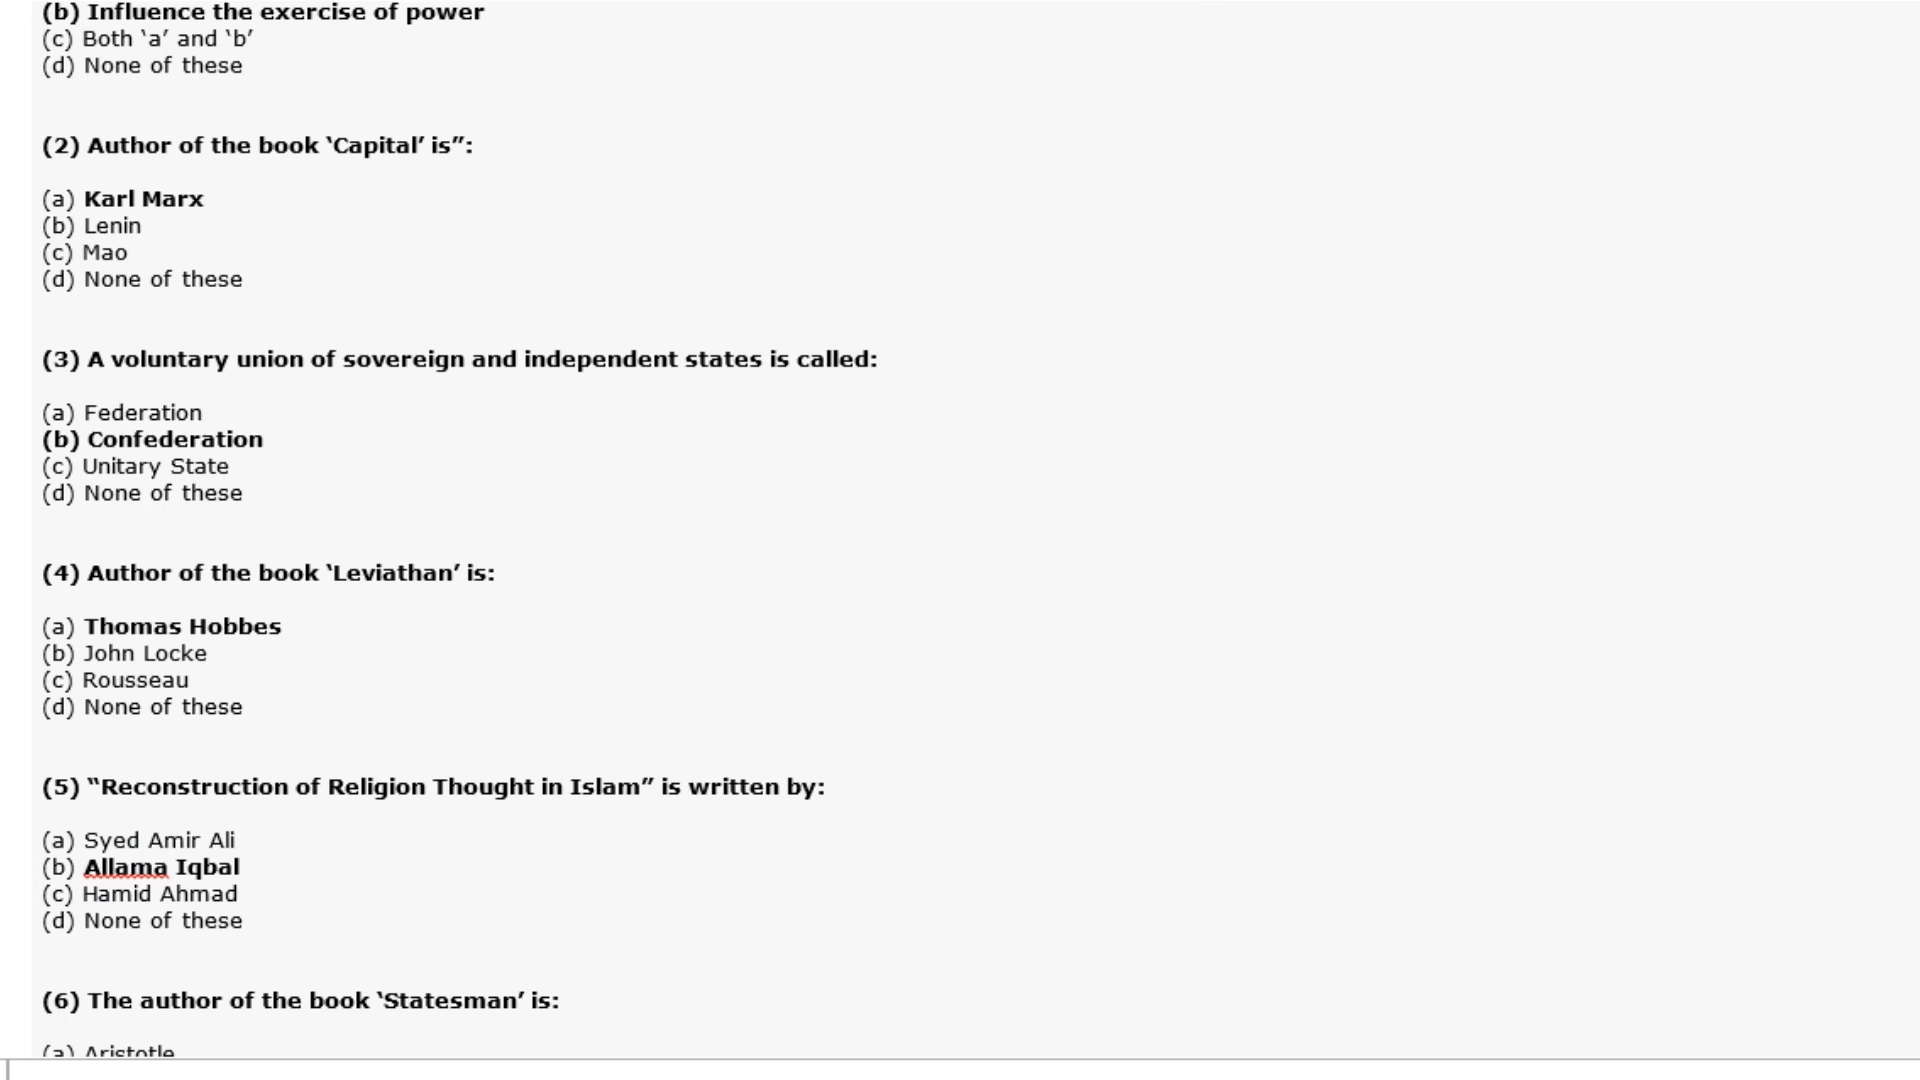 (b) Influence the exercise of power
(c) Both ‘a’ and ‘b’
(d) None of these
(2) Author of the book ‘Capital’ is”:
(a) Karl Marx
(b) Lenin
(c) Mao
(d) None of these
(3) A voluntary union of sovereign and independent states is called:
(a) Federation
(b) Confederation
(c) Unitary State
(d) None of these
(4) Author of the book ‘Leviathan’ is:
(a) Thomas Hobbes
(b) John Locke
(c) Rousseau
(d) None of these
(5) “Reconstruction of Religion Thought in Islam” is written by:
(a) Syed Amir Ali
(b) Allama Iqbal
(c) Hamid Ahmad
(d) None of these
(6) The author of the book ‘Statesman’ is:
(a) Aristotle